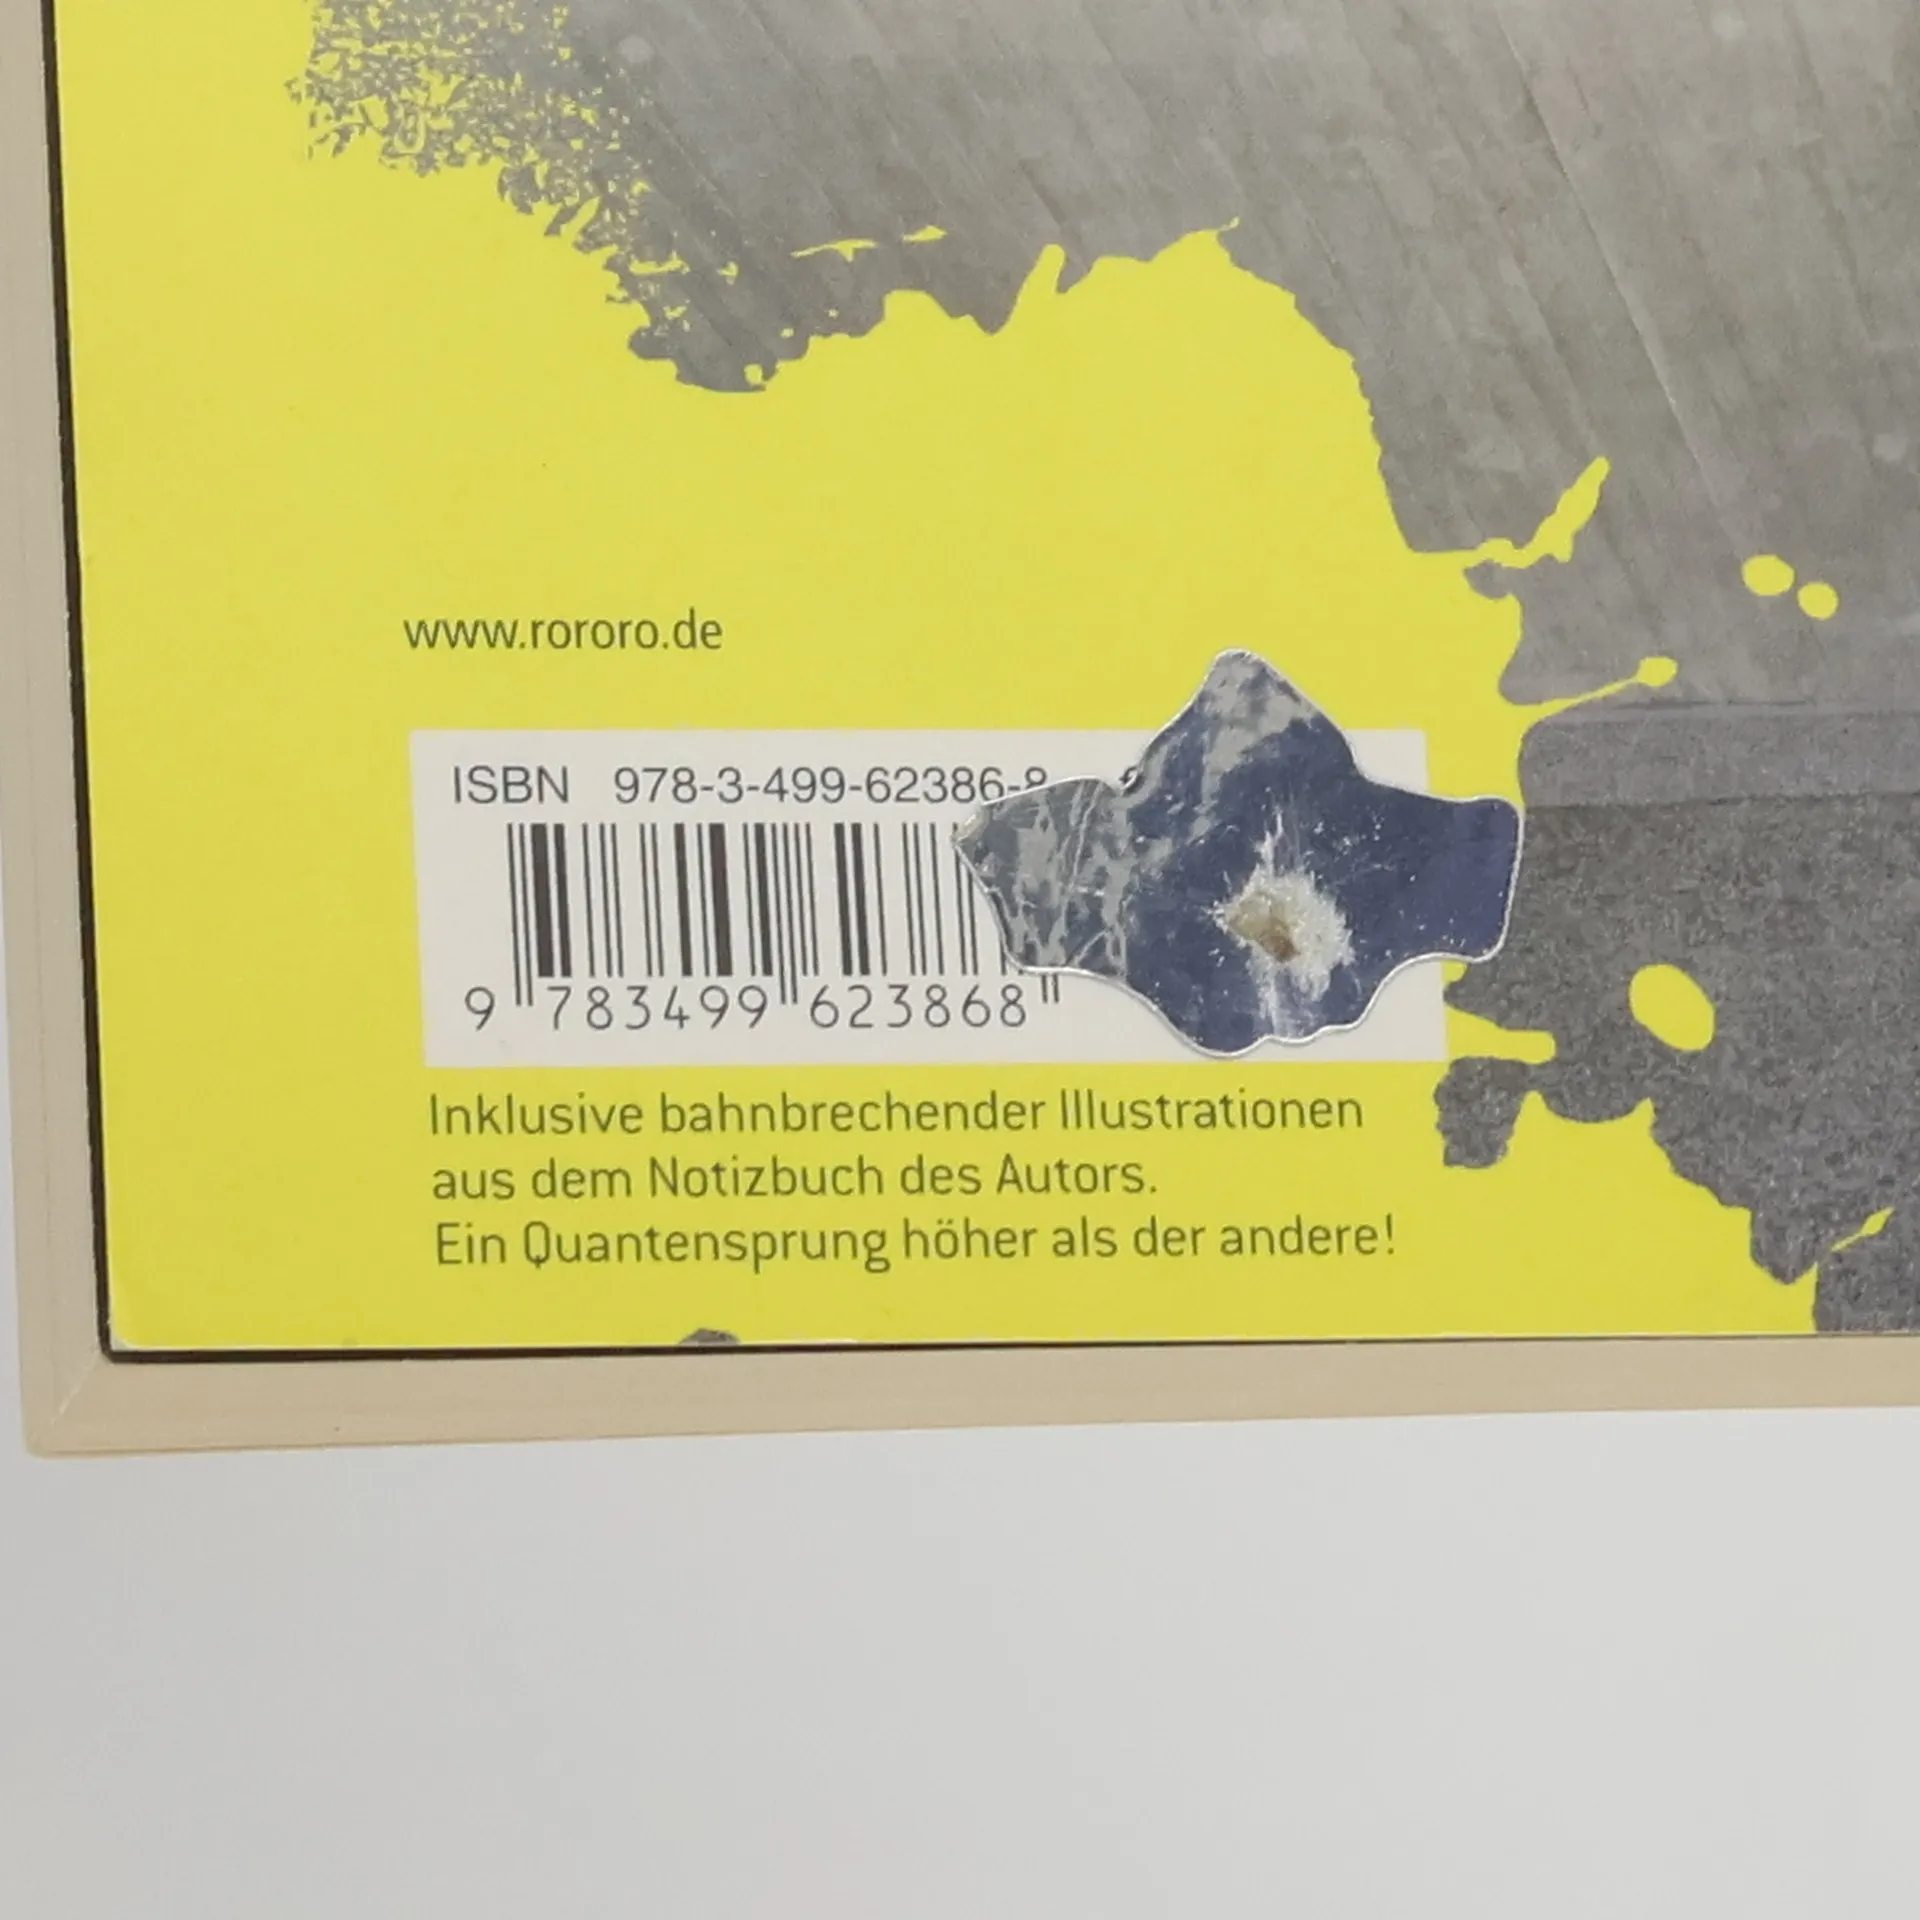 www.rororo.de
ISBN 978-3-499-62386-8
9 783499 623868
Inklusive bahnbrechender Illustrationen
aus dem Notizbuch des Autors.
Ein Quantensprung höher als der andere!